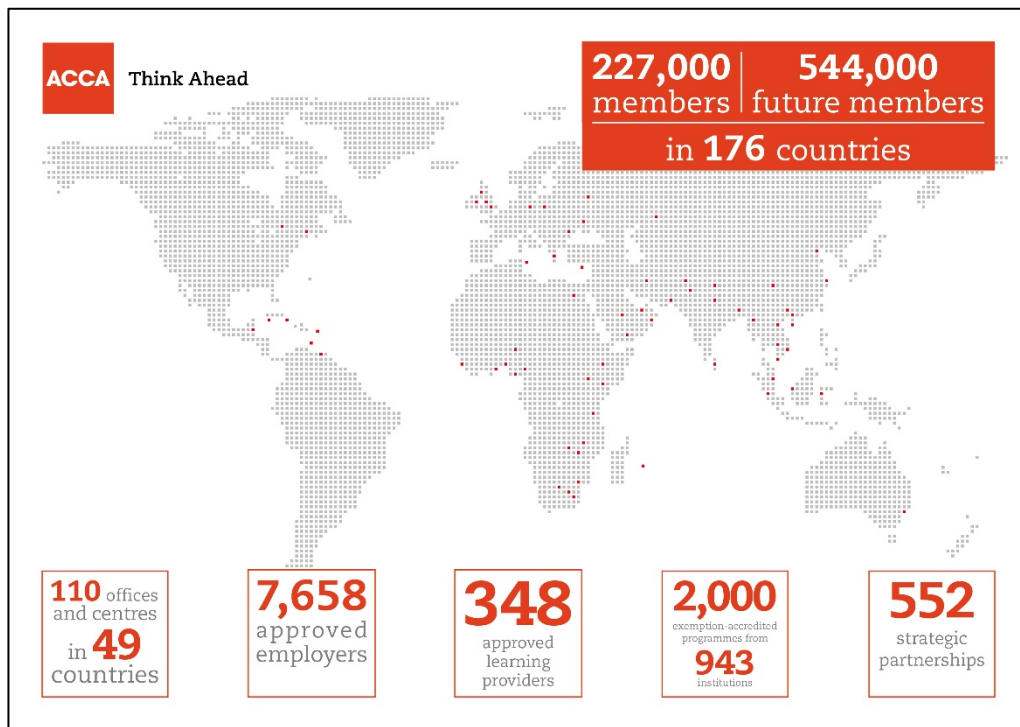 ACCA
Think Ahead
227,000
members
544,000
future members
in 176 countries
110 offices
and centres
in 49
countries
7,658
approved
employers
348
approved
learning
providers
2,000
exemption-accredited
programmes from
943
institutions
552
strategic
partnerships